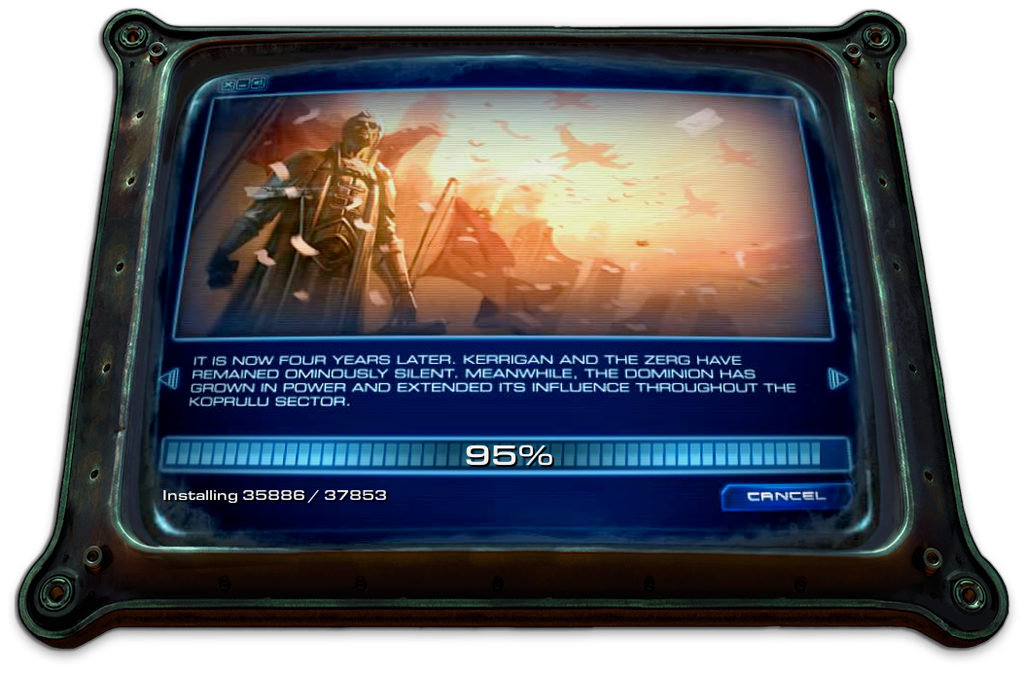 IT IS NOW FOUR YEARS LATER. KERRIGAN AND THE ZERG HAVE
REMAINED OMINOUSLY SILENT. MEANWHILE, THE DOMINION HAS
GROWN IN POWER AND EXTENDED ITS INFLUENCE THROUGHOUT THE
KOPRULU SECTOR.
95%
Installing 35886 / 37853
CANCEL